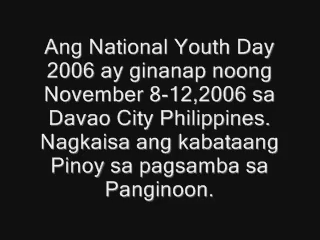 Ang National Youth Day
2006 ay ginanap noong
November 8-12,2006 sa
Davao City Philippines.
Nagkaisa ang kabataang
Pinoy sa pagsamba sa
Panginoon.